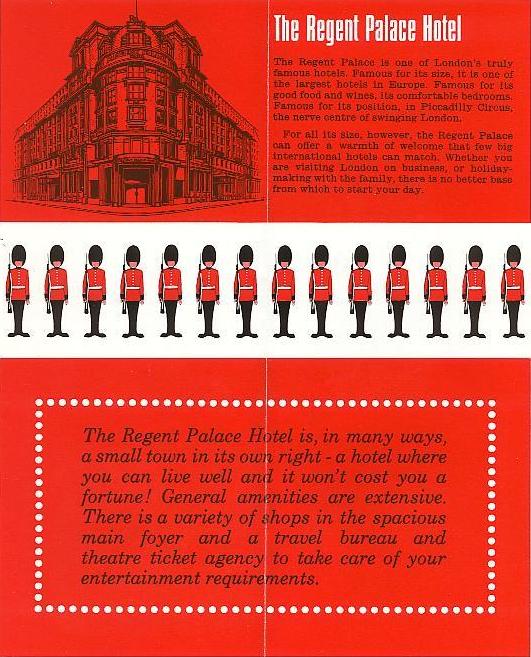 The Regent Palace Hotel
The Regent Palace is one of London's truly
famous hotels. Famous for its size, it is one of
the largest hotels in Europe. Famous for its
good food and wines, its comfortable bedrooms.
Famous for its position, in Piccadilly Circus,
the nerve centre of swinging London.
For all its size, however, the Regent Palace
can offer a warmth of welcome that few big
international hotels can match. Whether you
are visiting London on business, or holiday-
making with the family, there is no better base
from which to start your day.
The Regent Palace Hotel is, in many ways,
a small town in its own right - a hotel where
you can live well and it won't cost you a
fortune! General amenities are extensive.
There is a variety of shops in the spacious
main foyer and a travel bureau and
theatre ticket agency to take care of your
entertainment requirements.